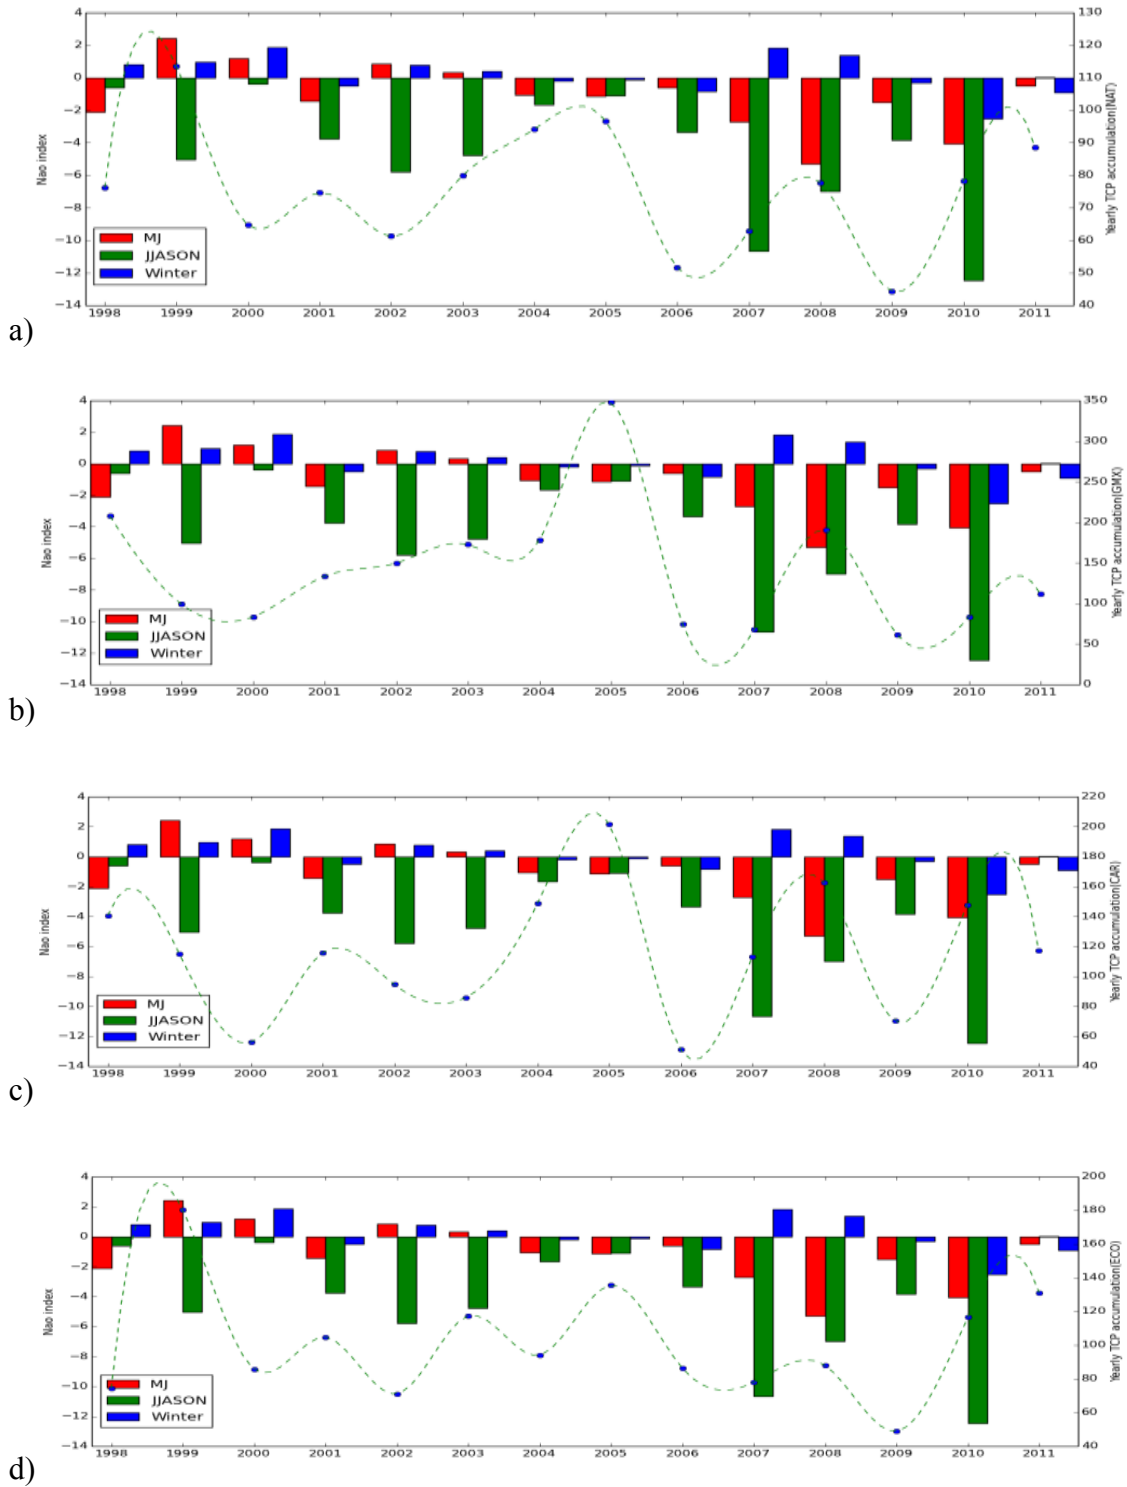 4
2
0
−2
−4
−6
−8
−10
−12
−14
Nao index
MJ
JJASON
Winter
130
120
110
100
90
80
70
60
50
40
Yearly TCP accumulation(NAT)
1998 1999 2000 2001 2002 2003 2004 2005 2006 2007 2008 2009 2010 2011
a)
4
2
0
−2
−4
−6
−8
−10
−12
−14
Nao index
MJ
JJASON
Winter
350
300
250
200
150
100
50
0
Yearly TCP accumulation(GMX)
1998 1999 2000 2001 2002 2003 2004 2005 2006 2007 2008 2009 2010 2011
b)
4
2
0
−2
−4
−6
−8
−10
−12
−14
Nao index
MJ
JJASON
Winter
220
200
180
160
140
120
100
80
60
40
Yearly TCP accumulation(CAR)
1998 1999 2000 2001 2002 2003 2004 2005 2006 2007 2008 2009 2010 2011
c)
4
2
0
−2
−4
−6
−8
−10
−12
−14
Nao index
MJ
JJASON
Winter
200
180
160
140
120
100
80
60
40
Yearly TCP accumulation(ECO)
1998 1999 2000 2001 2002 2003 2004 2005 2006 2007 2008 2009 2010 2011
d)